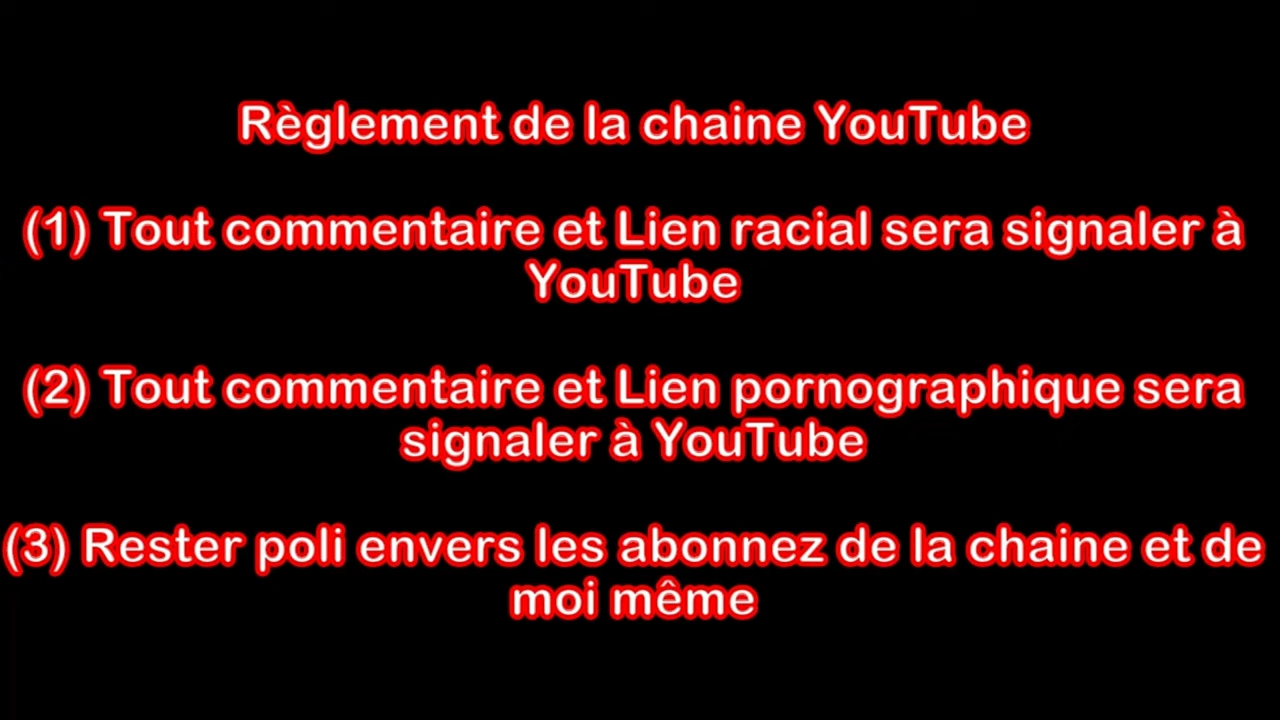 Règlement de la chaine YouTube
(1) Tout commentaire et Lien racial sera signaler à
YouTube
(2) Tout commentaire et Lien pornographique sera
signaler à YouTube
(3) Rester poli envers les abonnez de la chaine et de
moi même